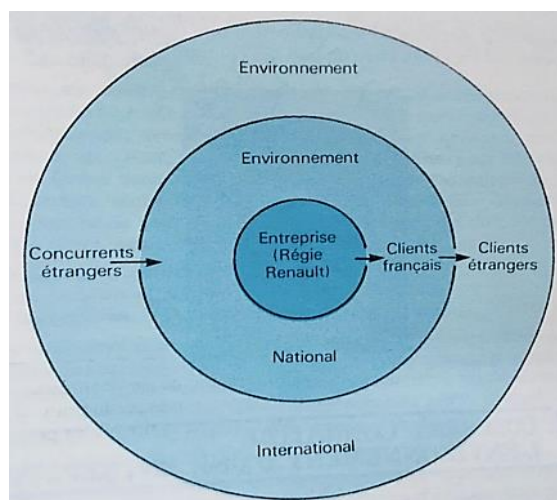 Environnement
Environnement
Entreprise
(Régie
Renault)
Concurrents
étrangers
Clients
français
Clients
étrangers
National
International